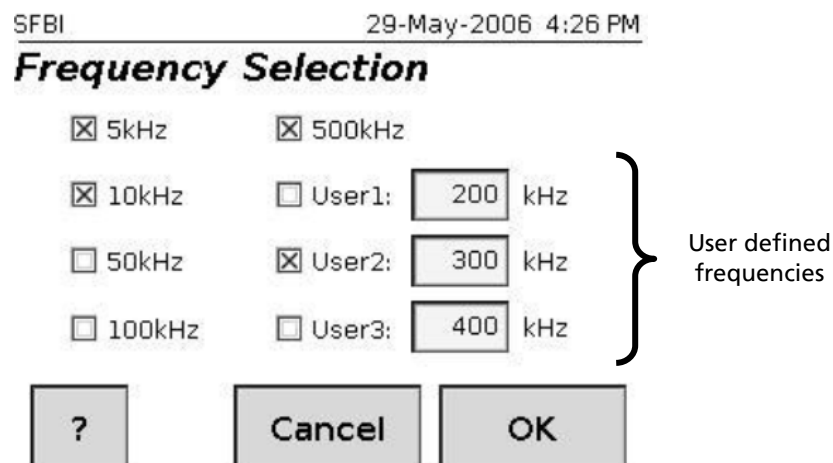 SFBI 29-May-2006 4:26 PM
Frequency Selection
5kHz 500kHz
10kHz User1: 200 kHz
50kHz User2: 300 kHz
100kHz User3: 400 kHz
User defined
frequencies
? Cancel OK